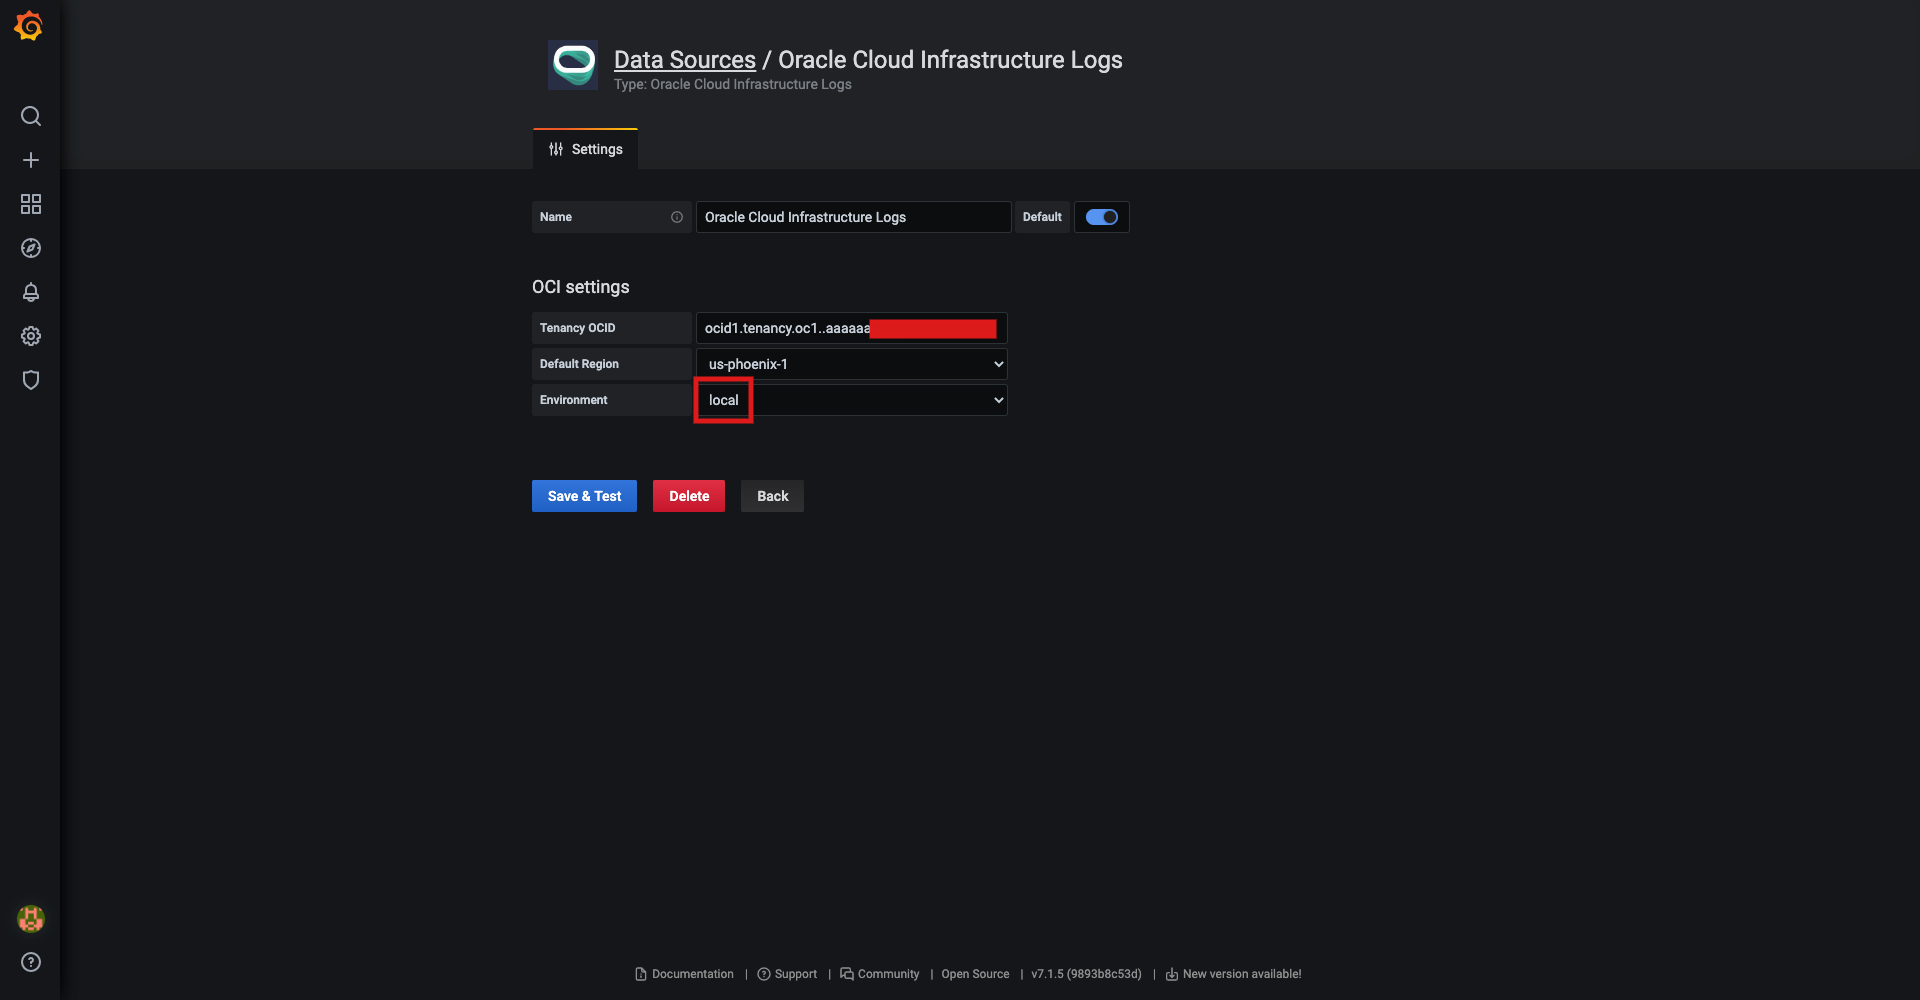 Data Sources / Oracle Cloud Infrastructure Logs
Type: Oracle Cloud Infrastructure Logs
Settings
Name
Oracle Cloud Infrastructure Logs
Default
OCI settings
Tenancy OCID
ocid1.tenancy.oc1..aaaaaa
Default Region
us-phoenix-1
Environment
local
Save & Test
Delete
Back
Documentation | Support | Community | Open Source | v7.1.5 (9893b8c53d) | New version available!